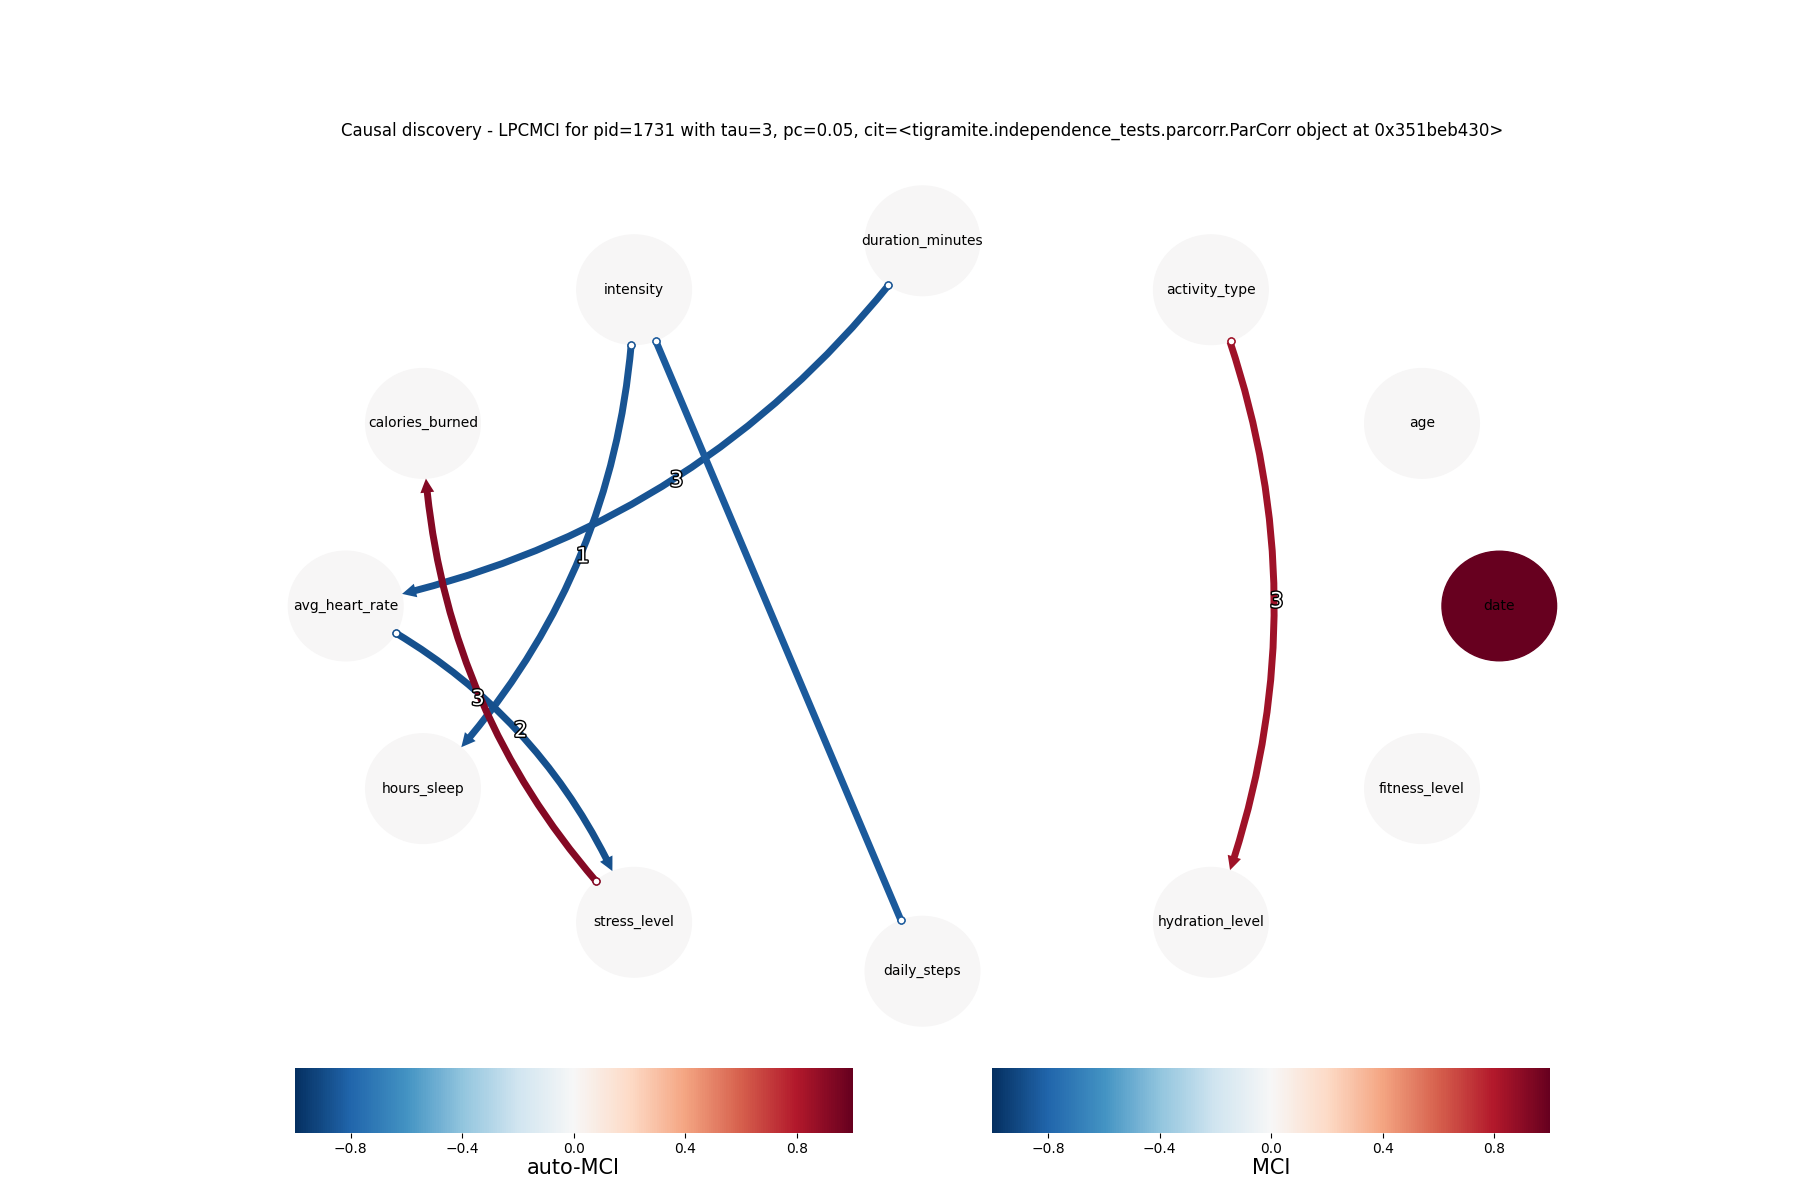 Causal discovery - LPCMCI for pid=1731 with tau=3, pc=0.05, cit=<tigramite.independence_tests.parcorr.ParCorr object at 0x351beb430>
duration_minutes
intensity
activity_type
calories_burned
age
3
1
avg_heart_rate
3
date
3
2
hours_sleep
fitness_level
stress_level
hydration_level
daily_steps
−0.8 −0.4 0.0 0.4 0.8
auto-MCI
−0.8 −0.4 0.0 0.4 0.8
MCI